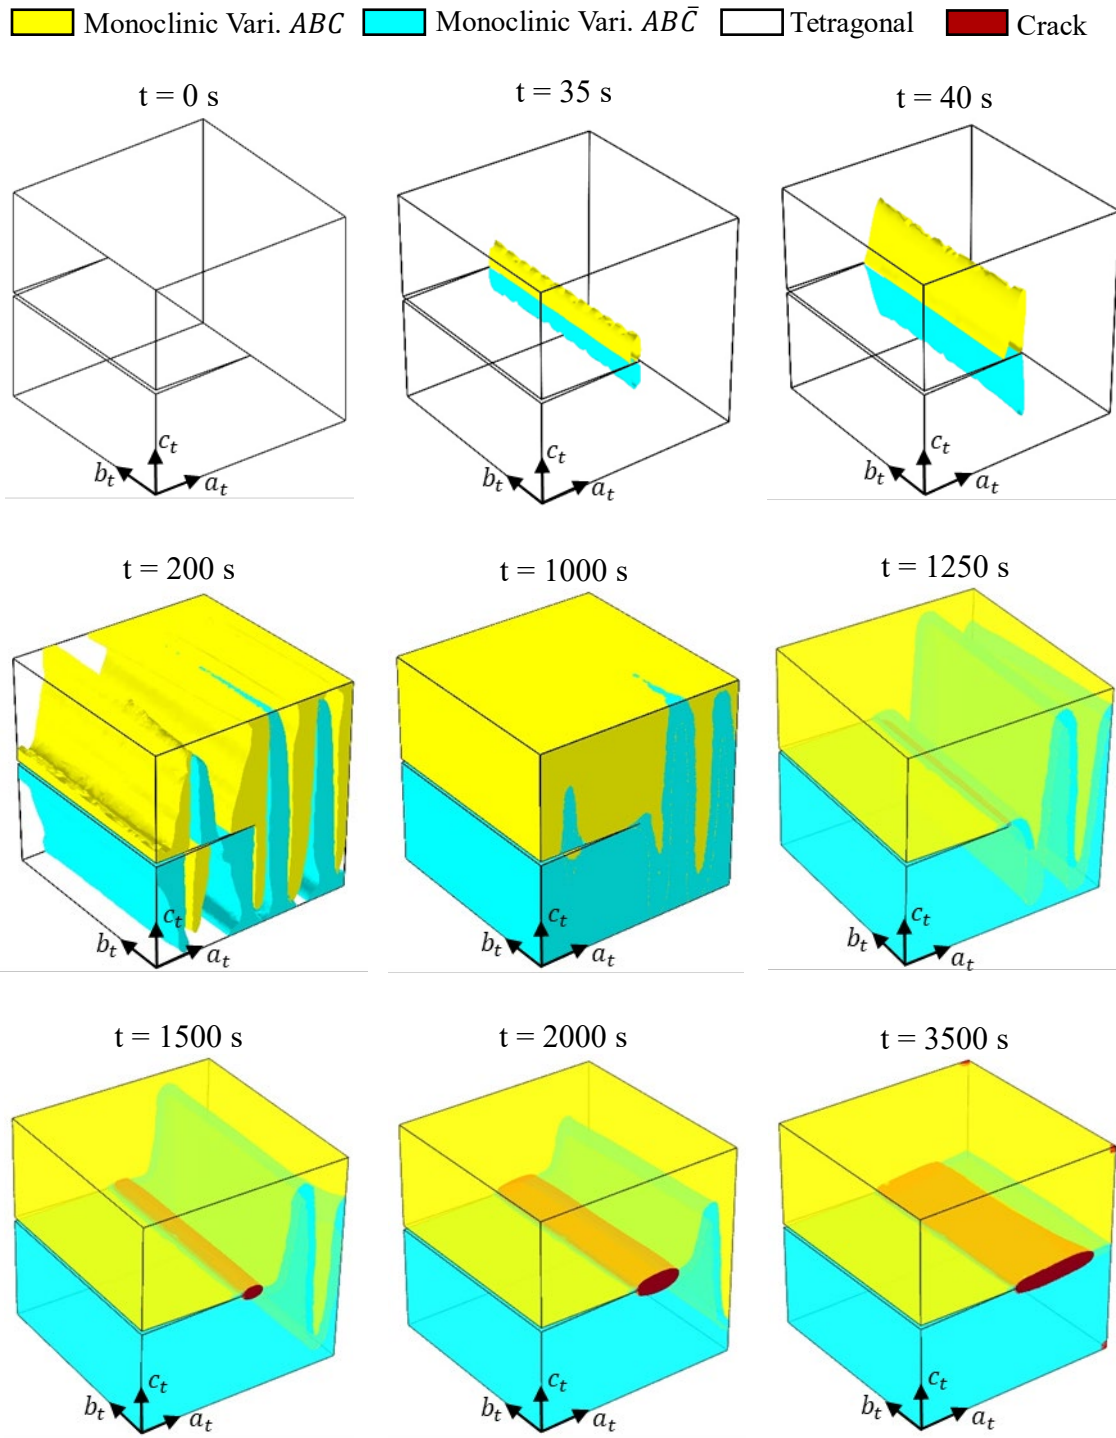 Monoclinic Vari. ABC Monoclinic Vari. ABC̄ Tetragonal Crack
t = 0 s t = 35 s t = 40 s
c_t b_t a_t c_t b_t a_t c_t b_t a_t
t = 200 s t = 1000 s t = 1250 s
c_t b_t a_t c_t b_t a_t c_t b_t a_t
t = 1500 s t = 2000 s t = 3500 s
c_t b_t a_t c_t b_t a_t c_t b_t a_t